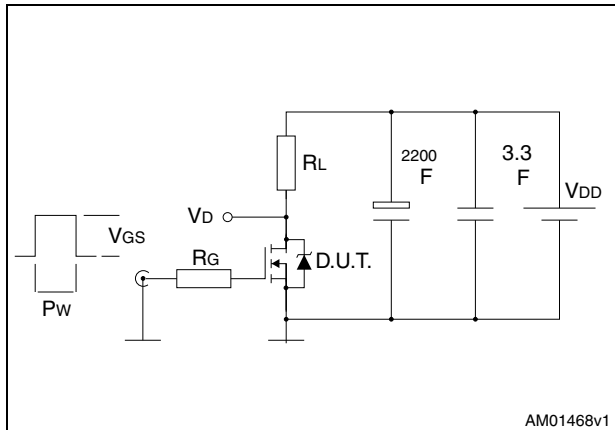 RL
2200
F
3.3
F
VDD
VD
VGS
RG
D.U.T.
PW
AM01468v1